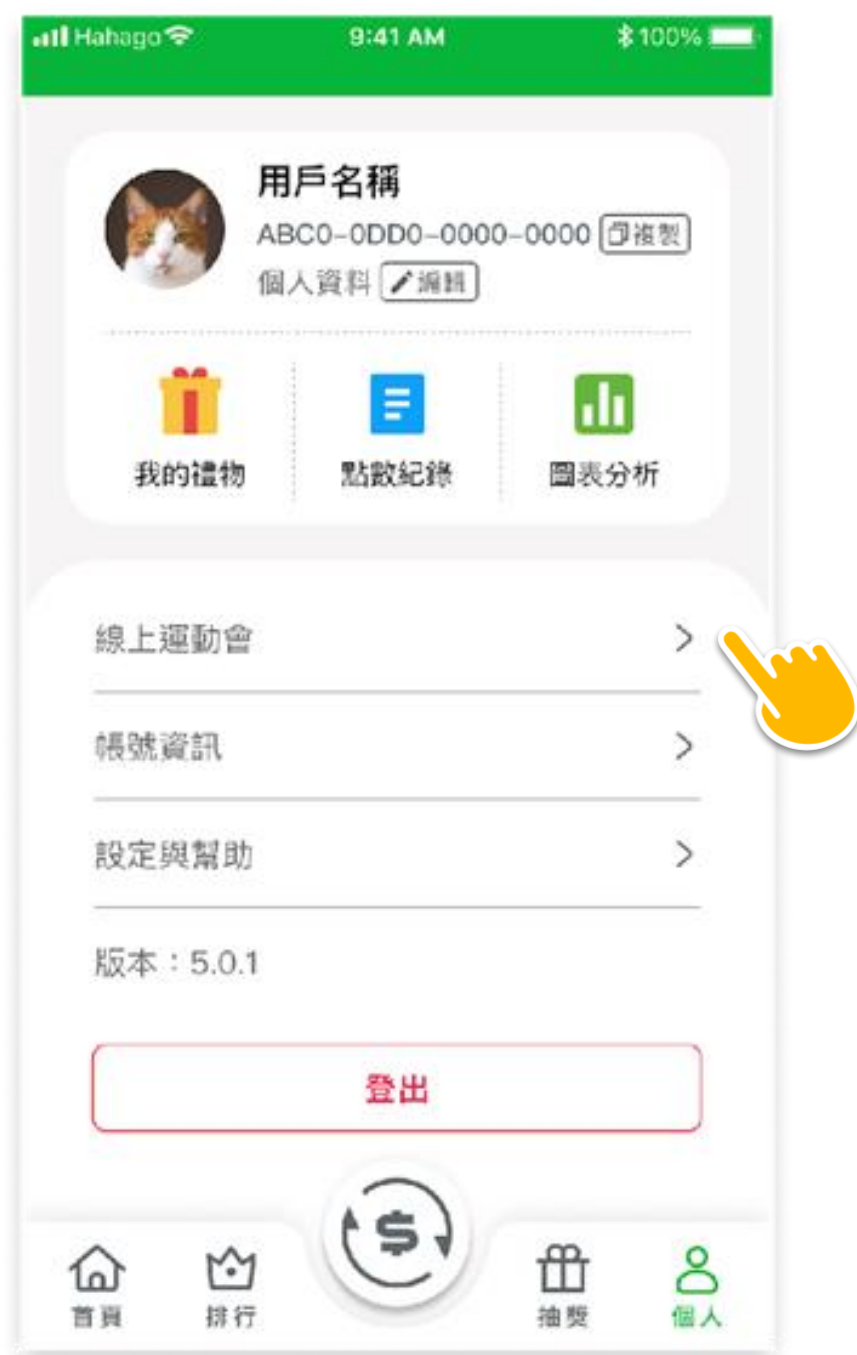 Hahago 9:41 AM 100%
用戶名稱
ABC0-0DD0-0000-0000 複製
個人資料 編輯
我的禮物 點數紀錄 圖表分析
線上運動會
帳號資訊
設定與幫助
版本：5.0.1
登出
首頁 排行 抽獎 個人